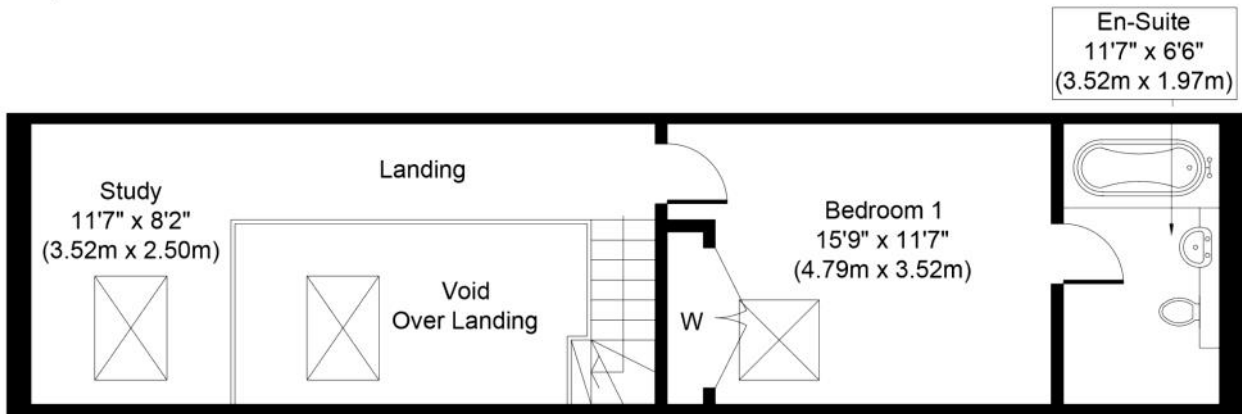 En-Suite
11'7" x 6'6"
(3.52m x 1.97m)
Landing
Study
11'7" x 8'2"
(3.52m x 2.50m)
Void
Over Landing
W
Bedroom 1
15'9" x 11'7"
(4.79m x 3.52m)